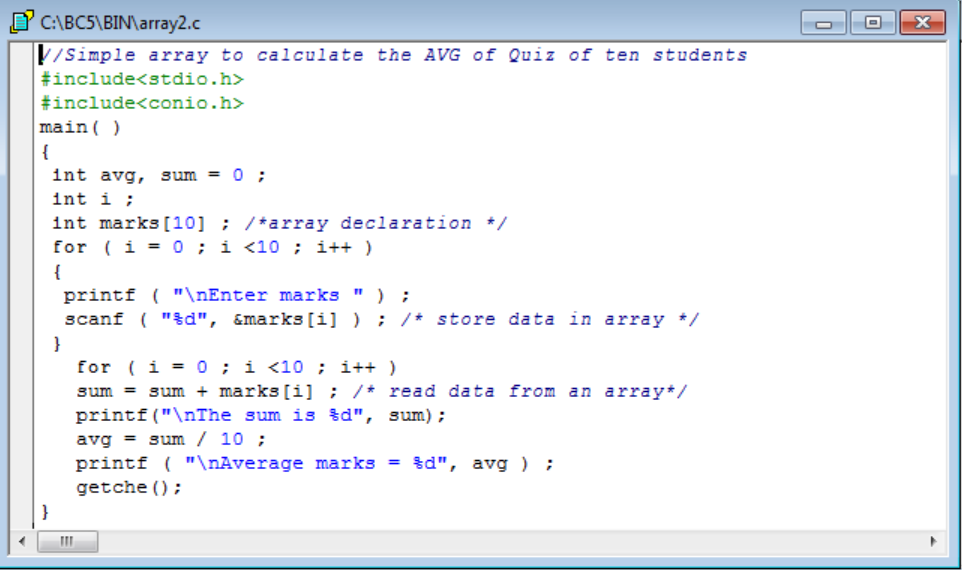 C:\BC5\BIN\array2.c
//Simple array to calculate the AVG of Quiz of ten students
#include<stdio.h>
#include<conio.h>
main( )
{
int avg, sum = 0 ;
int i ;
int marks[10] ; /*array declaration */
for ( i = 0 ; i <10 ; i++ )
{
printf ( "\nEnter marks " ) ;
scanf ( "%d", &marks[i] ) ; /* store data in array */
}
for ( i = 0 ; i <10 ; i++ )
sum = sum + marks[i] ; /* read data from an array*/
printf("\nThe sum is %d", sum);
avg = sum / 10 ;
printf ( "\nAverage marks = %d", avg ) ;
getche();
}